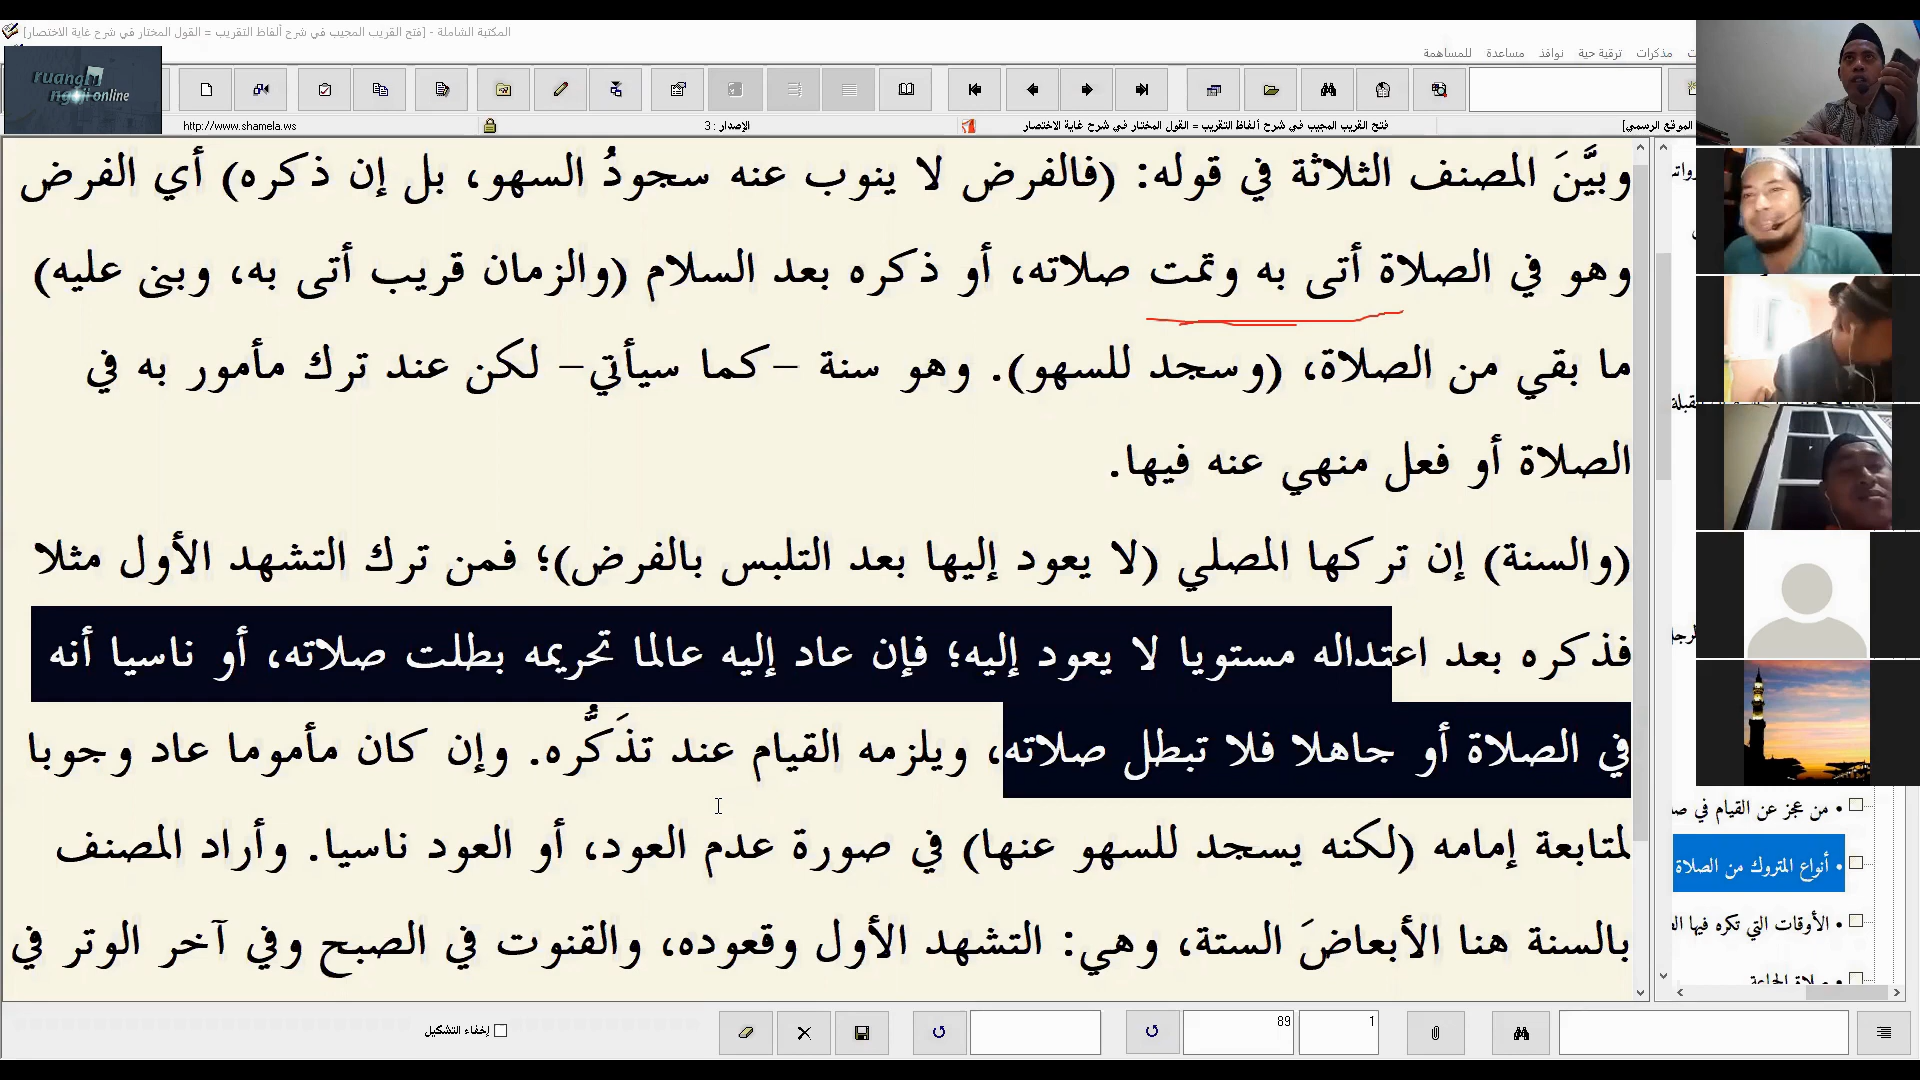 المكتبة الشاملة - [فتح القريب المجيب في شرح ألفاظ التقريب = القول المختار في شرح غاية الاختصار]
مذكرات ترقية حية نوافذ مساعدة للمساهمة
ruang
ngaji online
الموقع الرسمي]
فتح القريب المجيب في شرح ألفاظ التقريب = القول المختار في شرح غاية الاختصار
الإصدار : 3
http://www.shamela.ws
وبيَّنَ المصنف الثلاثة في قوله: (فالفرض لا ينوب عنه سجودُ السهو، بل إن ذكره) أي الفرض
وهو في الصلاة أتى به وتمت صلاته، أو ذكره بعد السلام (والزمان قريب أتى به، وبنى عليه)
ما بقي من الصلاة، (وسجد للسهو). وهو سنة -كما سيأتي- لكن عند ترك مأمور به في
الصلاة أو فعل منهي عنه فيها.
(والسنة) إن تركها المصلي (لا يعود إليها بعد التلبس بالفرض)؛ فمن ترك التشهد الأول مثلا
فذكره بعد اعتداله مستويا لا يعود إليه؛ فإن عاد إليه عالما تحريمه بطلت صلاته، أو ناسيا أنه
في الصلاة أو جاهلا فلا تبطل صلاته، ويلزمه القيام عند تذَكُّره. وإن كان مأموما عاد وجوبا
لمتابعة إمامه (لكنه يسجد للسهو عنها) في صورة عدم العود، أو العود ناسيا. وأراد المصنف
بالسنة هنا الأبعاضَ الستة، وهي: التشهد الأول وقعوده، والقنوت في الصبح وفي آخر الوتر في
• من عجز عن القيام في صـ
• أنواع المتروك من الصلاة
• الأوقات التي تكره فيها
• صلاة الجماعة
إخفاء التشكيل
89
1